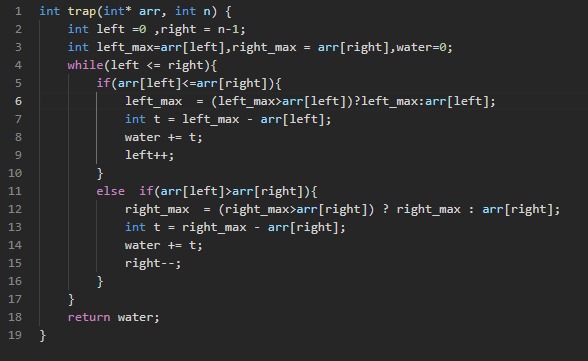 1 int trap(int* arr, int n) {
2     int left =0 ,right = n-1;
3     int left_max=arr[left],right_max = arr[right],water=0;
4     while(left <= right){
5         if(arr[left]<=arr[right]){
6             left_max  = (left_max>arr[left])?left_max:arr[left];
7             int t = left_max - arr[left];
8             water += t;
9             left++;
10         }
11         else  if(arr[left]>arr[right]){
12             right_max  = (right_max>arr[right]) ? right_max : arr[right];
13             int t = right_max - arr[right];
14             water += t;
15             right--;
16         }
17     }
18     return water;
19 }